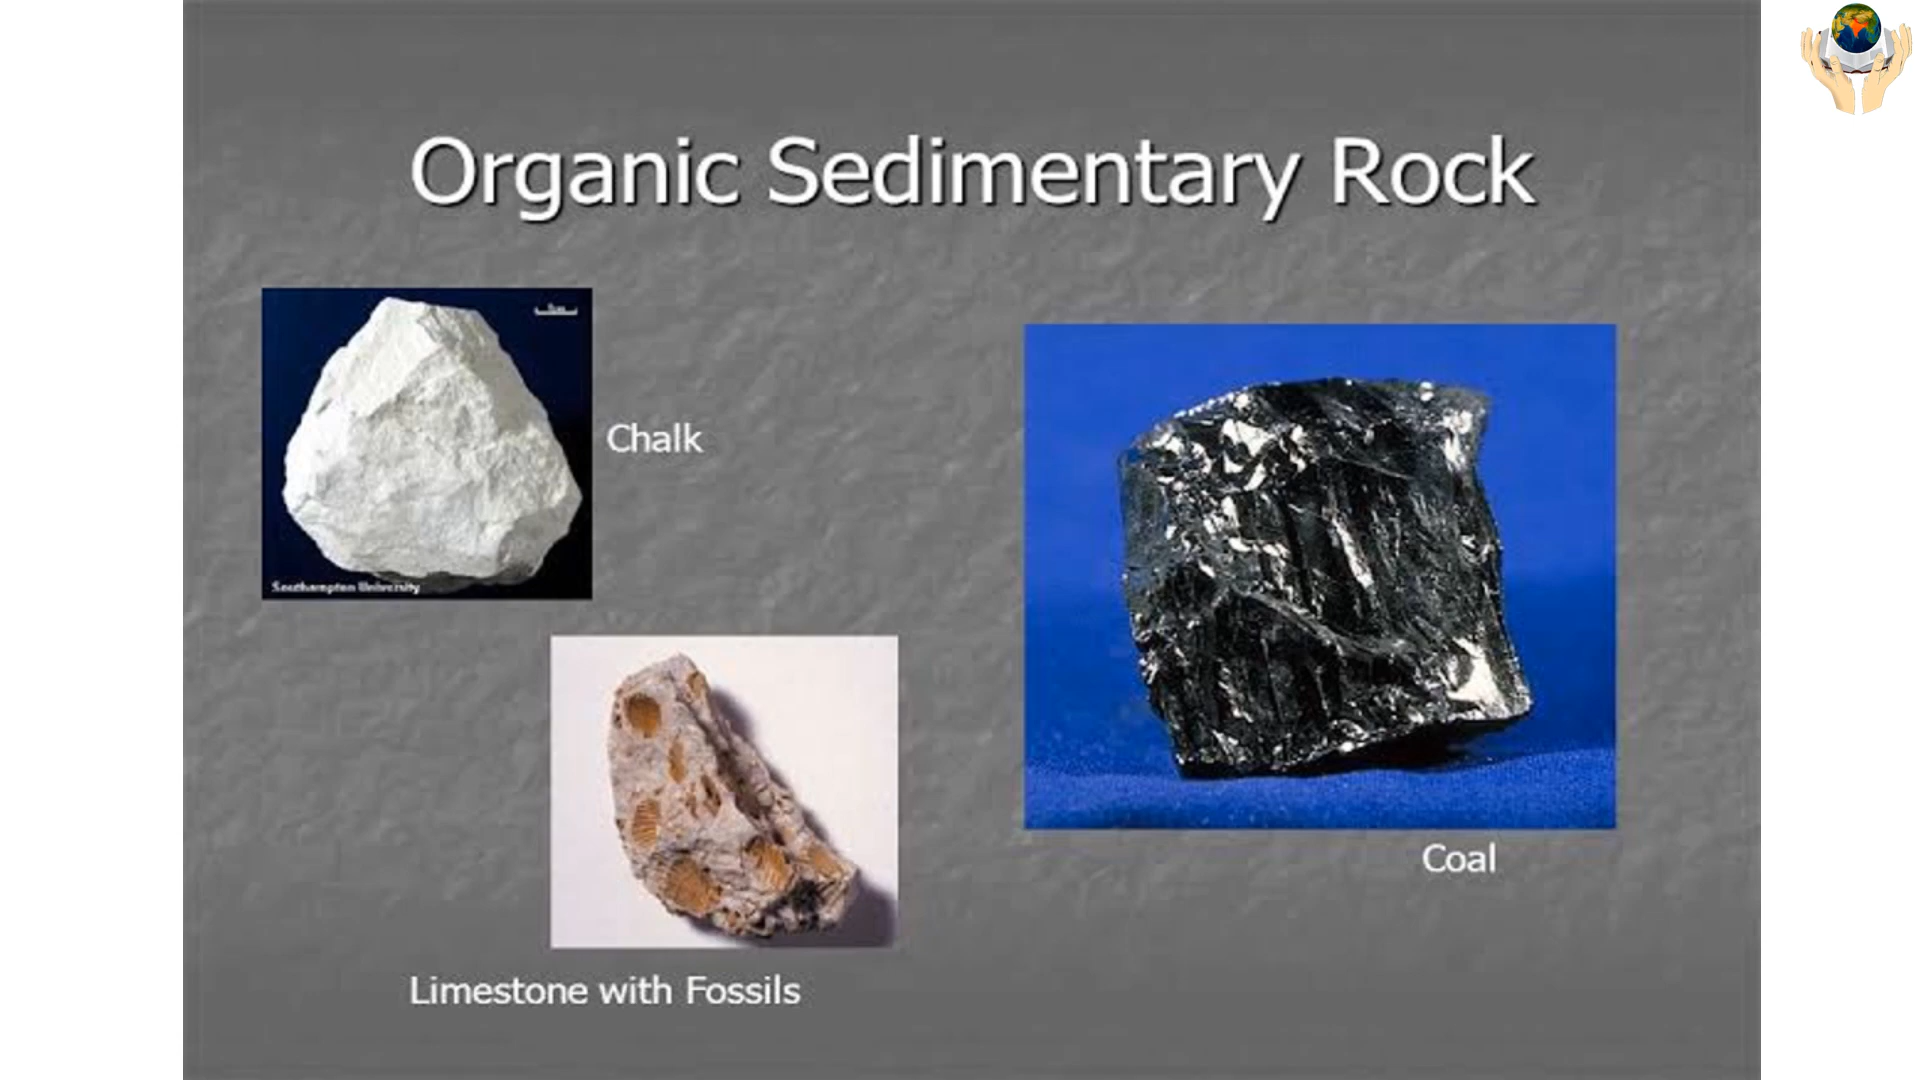 Organic Sedimentary Rock
Chalk
Southampton University
Coal
Limestone with Fossils